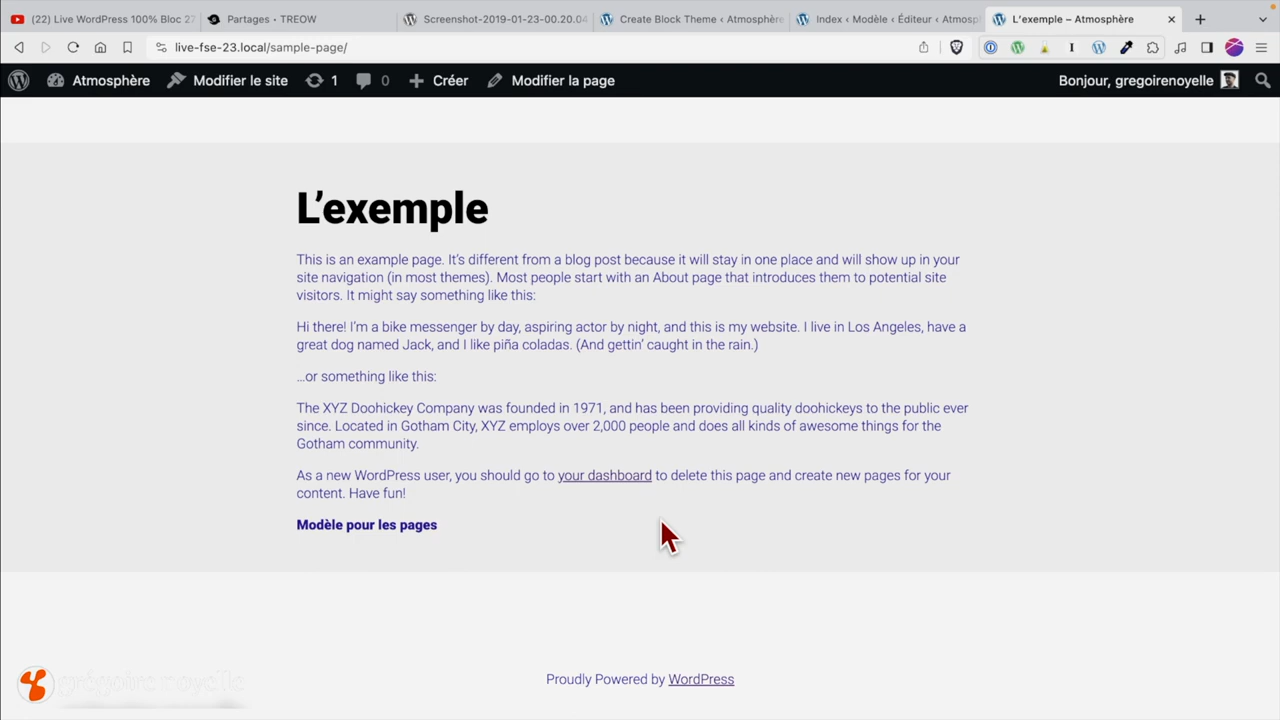 (22) Live WordPress 100% Bloc 27
Partages • TREOW
Screenshot-2019-01-23-00.20.04
Create Block Theme ‹ Atmosphère
Index ‹ Modèle ‹ Éditeur ‹ Atmosp
L'exemple – Atmosphère
live-fse-23.local/sample-page/
Atmosphère
Modifier le site
1
0
Créer
Modifier la page
Bonjour, gregoirenoyelle
L'exemple
This is an example page. It's different from a blog post because it will stay in one place and will show up in your
site navigation (in most themes). Most people start with an About page that introduces them to potential site
visitors. It might say something like this:
Hi there! I'm a bike messenger by day, aspiring actor by night, and this is my website. I live in Los Angeles, have a
great dog named Jack, and I like piña coladas. (And gettin' caught in the rain.)
…or something like this:
The XYZ Doohickey Company was founded in 1971, and has been providing quality doohickeys to the public ever
since. Located in Gotham City, XYZ employs over 2,000 people and does all kinds of awesome things for the
Gotham community.
As a new WordPress user, you should go to your dashboard to delete this page and create new pages for your
content. Have fun!
Modèle pour les pages
grégoire noyelle
Proudly Powered by WordPress